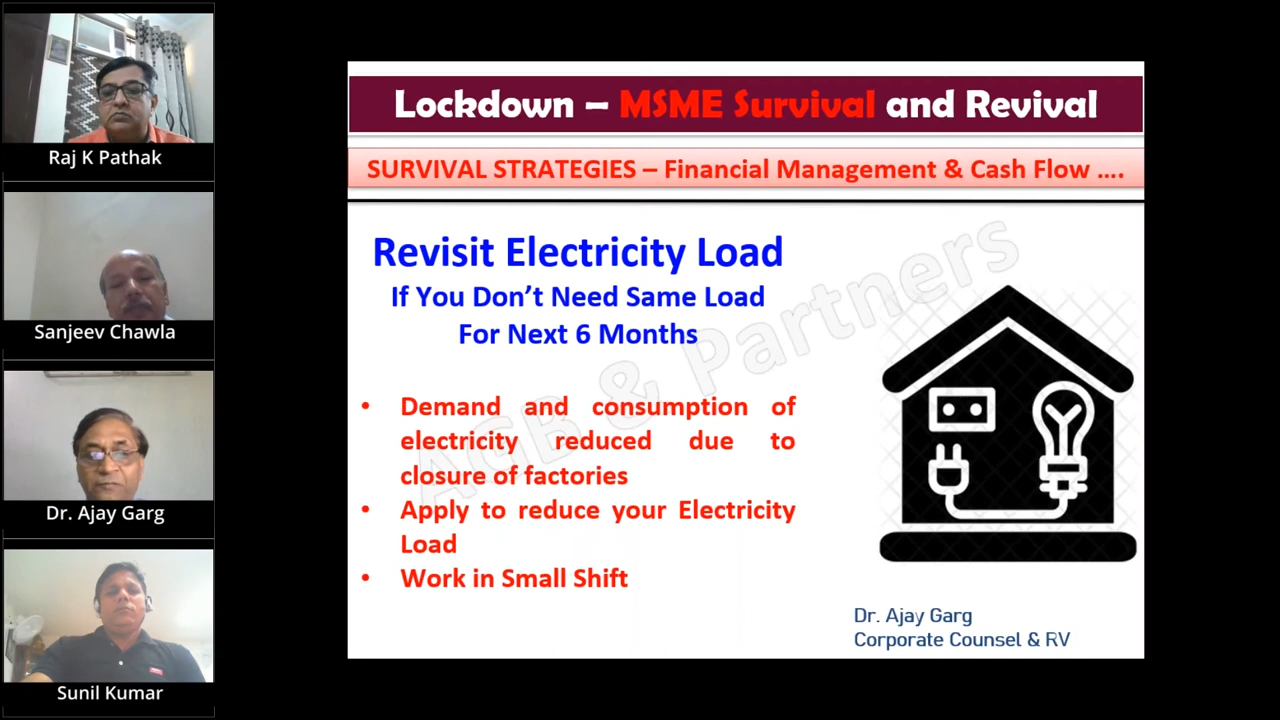 Raj K Pathak
Sanjeev Chawla
Dr. Ajay Garg
Sunil Kumar
Lockdown – MSME Survival and Revival
SURVIVAL STRATEGIES – Financial Management & Cash Flow ….
Revisit Electricity Load
If You Don't Need Same Load
For Next 6 Months
• Demand and consumption of
electricity reduced due to
closure of factories
• Apply to reduce your Electricity
Load
• Work in Small Shift
AGB & Partners
Dr. Ajay Garg
Corporate Counsel & RV